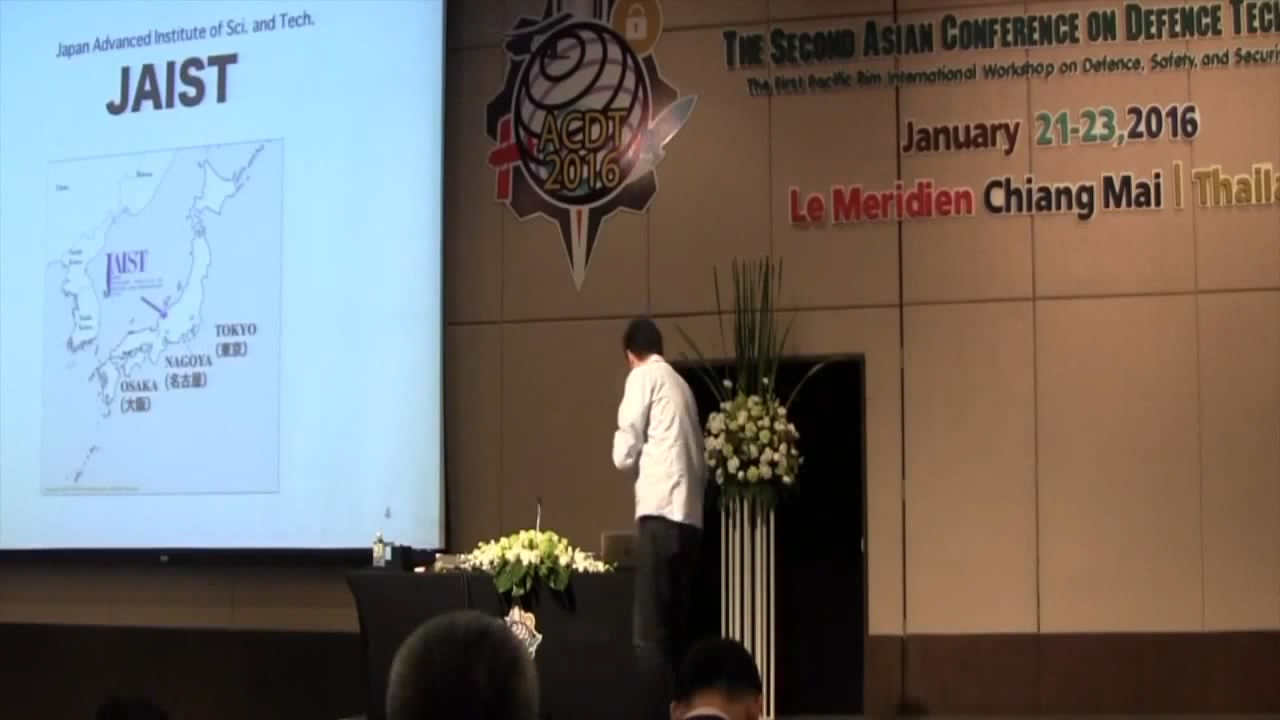 Japan Advanced Institute of Sci. and Tech.
JAIST
JAIST
TOKYO
(東京)
NAGOYA
(名古屋)
OSAKA
(大阪)
4
ACDT
2016
THE SECOND ASIAN CONFERENCE ON DEFENCE TEC
The First Pacific Rim International Workshop on Defence, Safety, and Securi
January 21-23,2016
Le Meridien Chiang Mai | Thaila